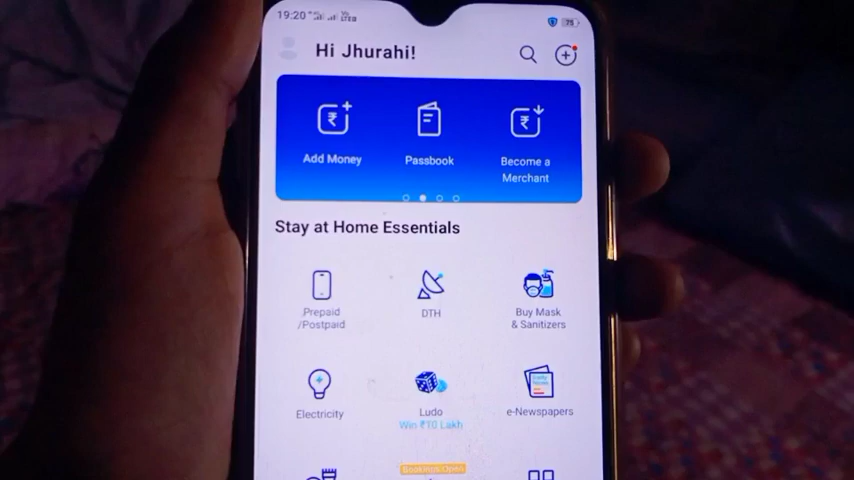 19:20
75
Hi Jhurahi!
Add Money
Passbook
Become a
Merchant
Stay at Home Essentials
Prepaid
/Postpaid
DTH
Buy Mask
& Sanitizers
Electricity
Ludo
Win ₹10 Lakh
e-Newspapers
Bookings Open